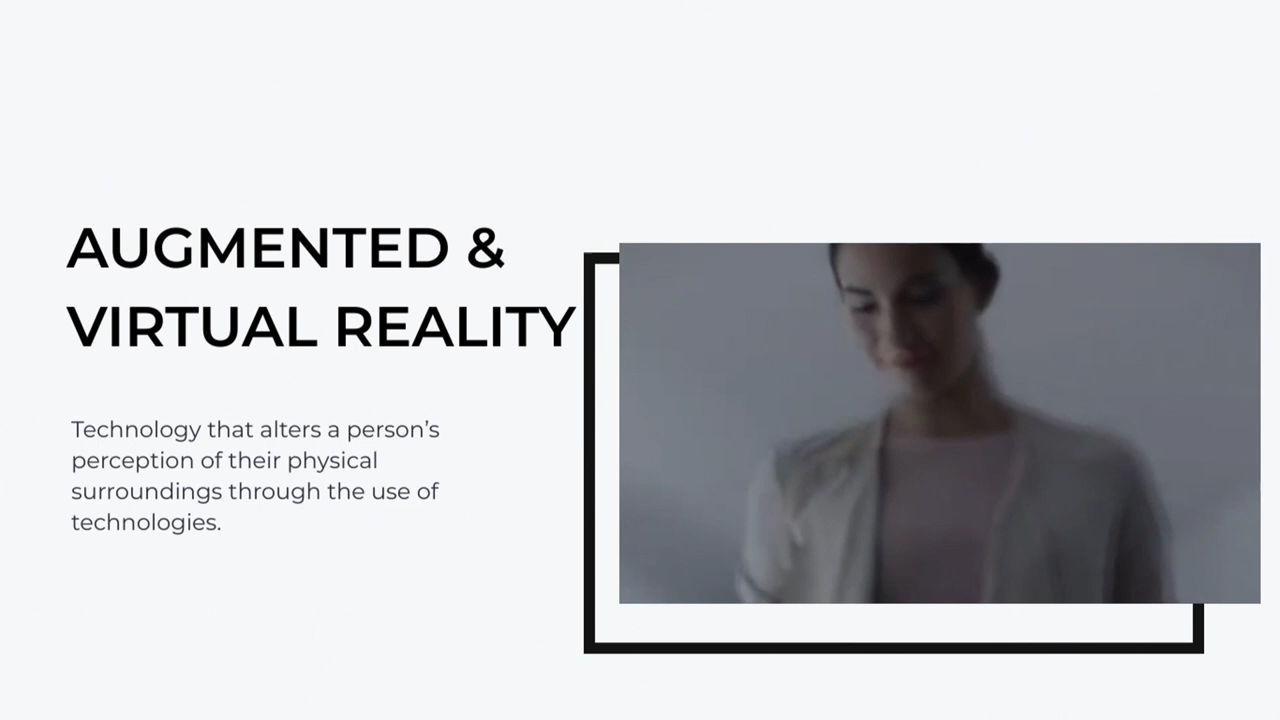 AUGMENTED &
VIRTUAL REALITY
Technology that alters a person’s
perception of their physical
surroundings through the use of
technologies.